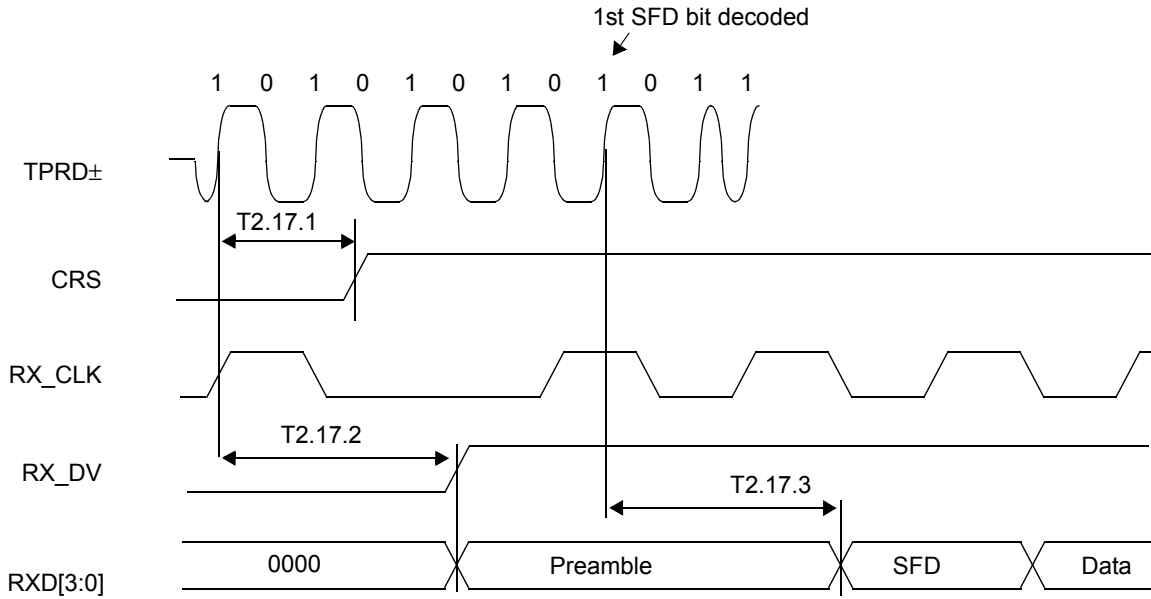 1st SFD bit decoded
1 0 1 0 1 0 1 0 1 0 1 1
TPRD±
T2.17.1
CRS
RX_CLK
T2.17.2
RX_DV
T2.17.3
RXD[3:0] 0000 Preamble SFD Data